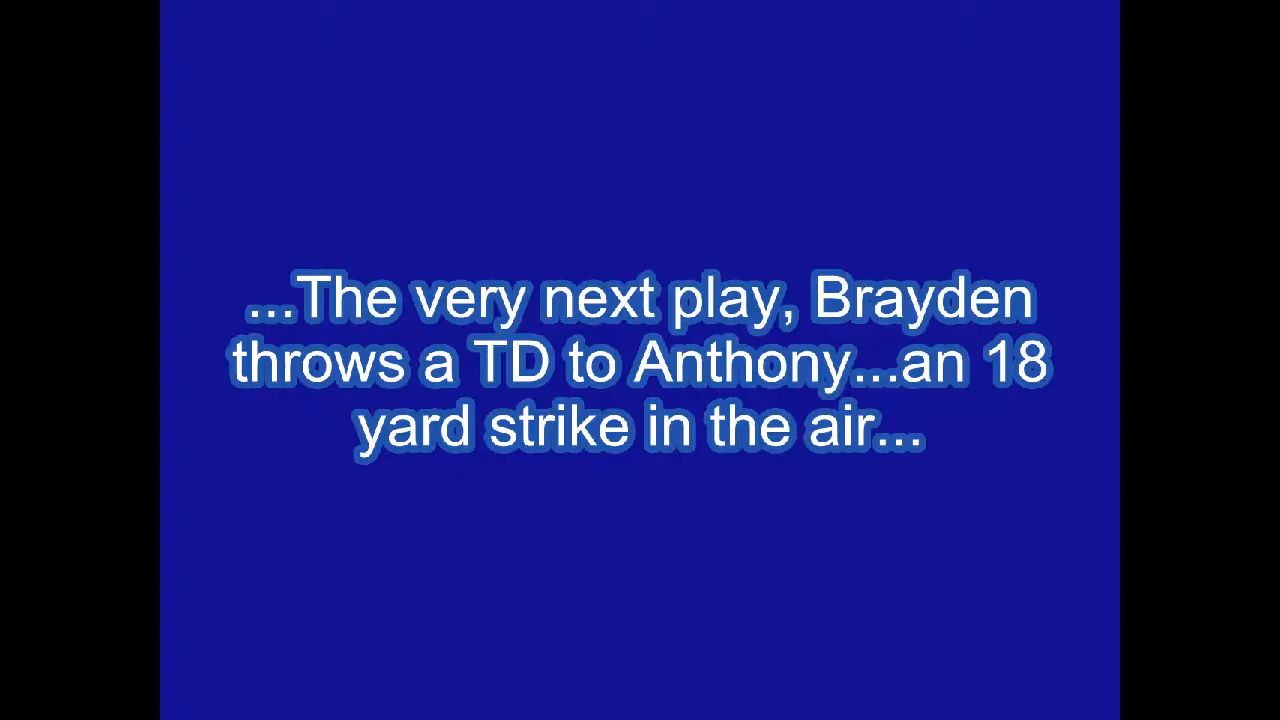 ...The very next play, Brayden
throws a TD to Anthony...an 18
yard strike in the air...